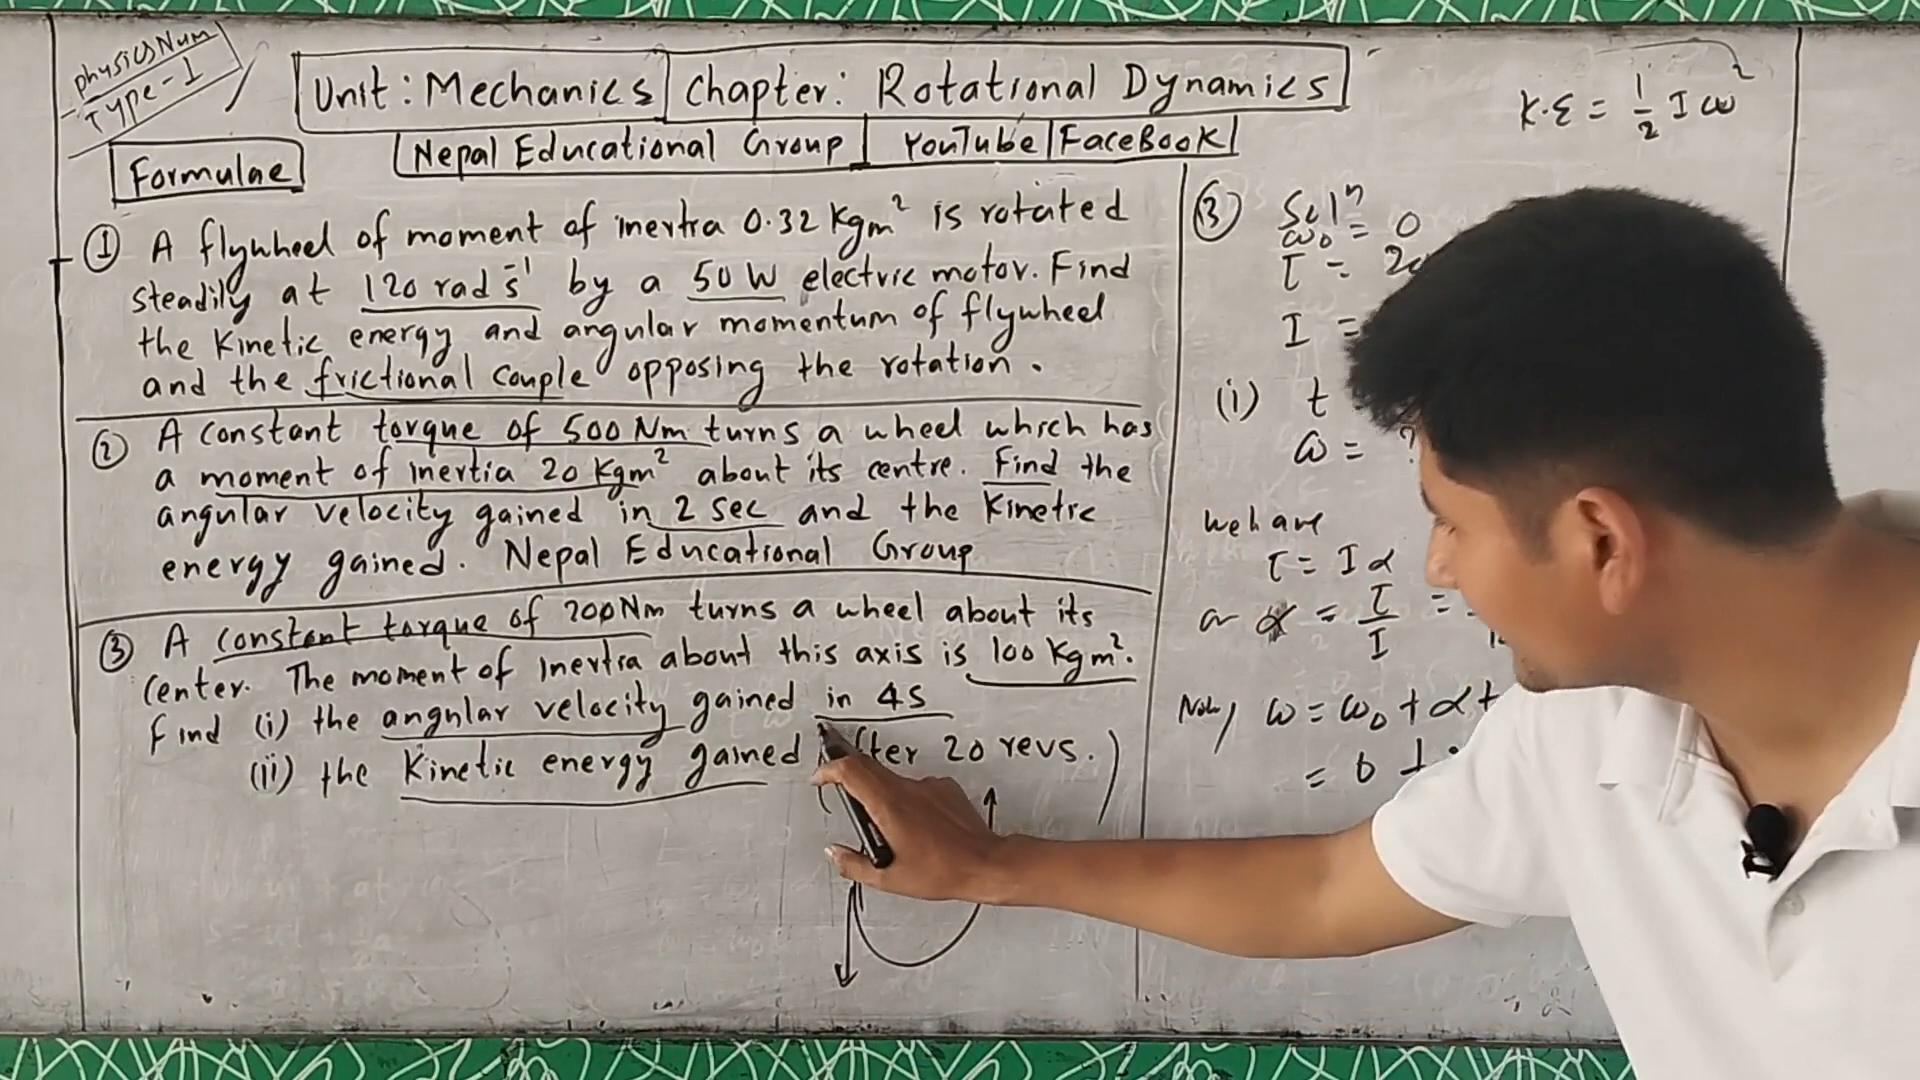 physics Num
Type-1
Unit: Mechanics Chapter: Rotational Dynamics
K.E = 1/2 I ω²
Nepal Educational Group YouTube | FaceBook
Formulae
① A flywheel of moment of inertia 0.32 Kgm² is rotated
steadily at 120 rad s⁻¹ by a 50 W electric motor. Find
the Kinetic energy and angular momentum of flywheel
and the frictional couple opposing the rotation.
② A constant torque of 500 Nm turns a wheel which has
a moment of inertia 20 Kgm² about its centre. Find the
angular velocity gained in 2 sec and the Kinetic
energy gained. Nepal Educational Group
③ A constant torque of 200Nm turns a wheel about its
center. The moment of inertia about this axis is 100 Kgm².
find (i) the angular velocity gained in 4s
(ii) the Kinetic energy gained after 20 revs.)
③ Solⁿ
ω₀ = 0
τ =
I =
(i) t
ω = ?
we have
τ = I α
or α = τ/I =
Now, ω = ω₀ + αt
= 0 +